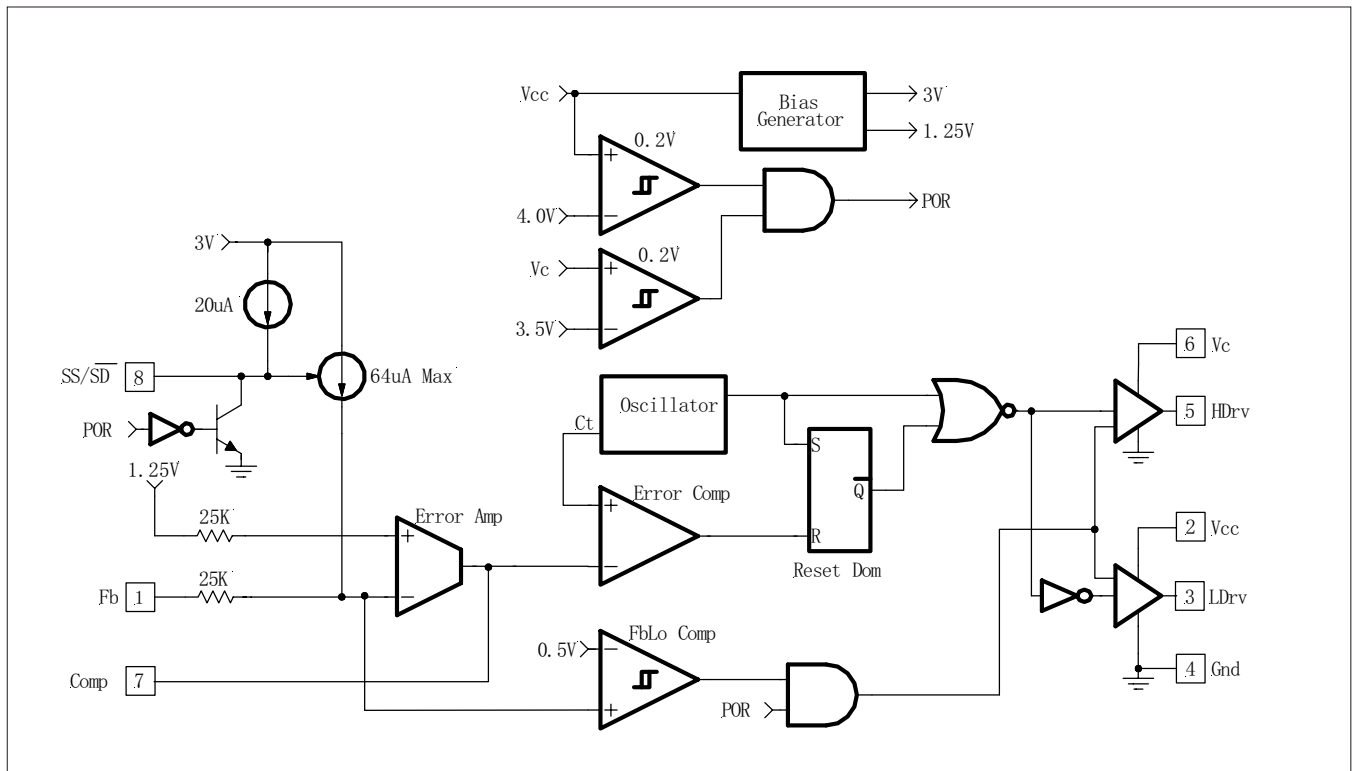 Vcc
Bias
Generator
3V
1.25V
0.2V
+
4.0V
−
POR
3V
Vc
+
0.2V
3.5V
−
20uA
SS/SD
8
64uA Max
POR
1.25V
Oscillator
Ct
6
Vc
5
HDrv
S
Q
R
Reset Dom
Error Comp
+
−
25K
Error Amp
+
−
2
Vcc
Fb
1
25K
3
LDrv
FbLo Comp
0.5V
−
+
4
Gnd
Comp
7
POR